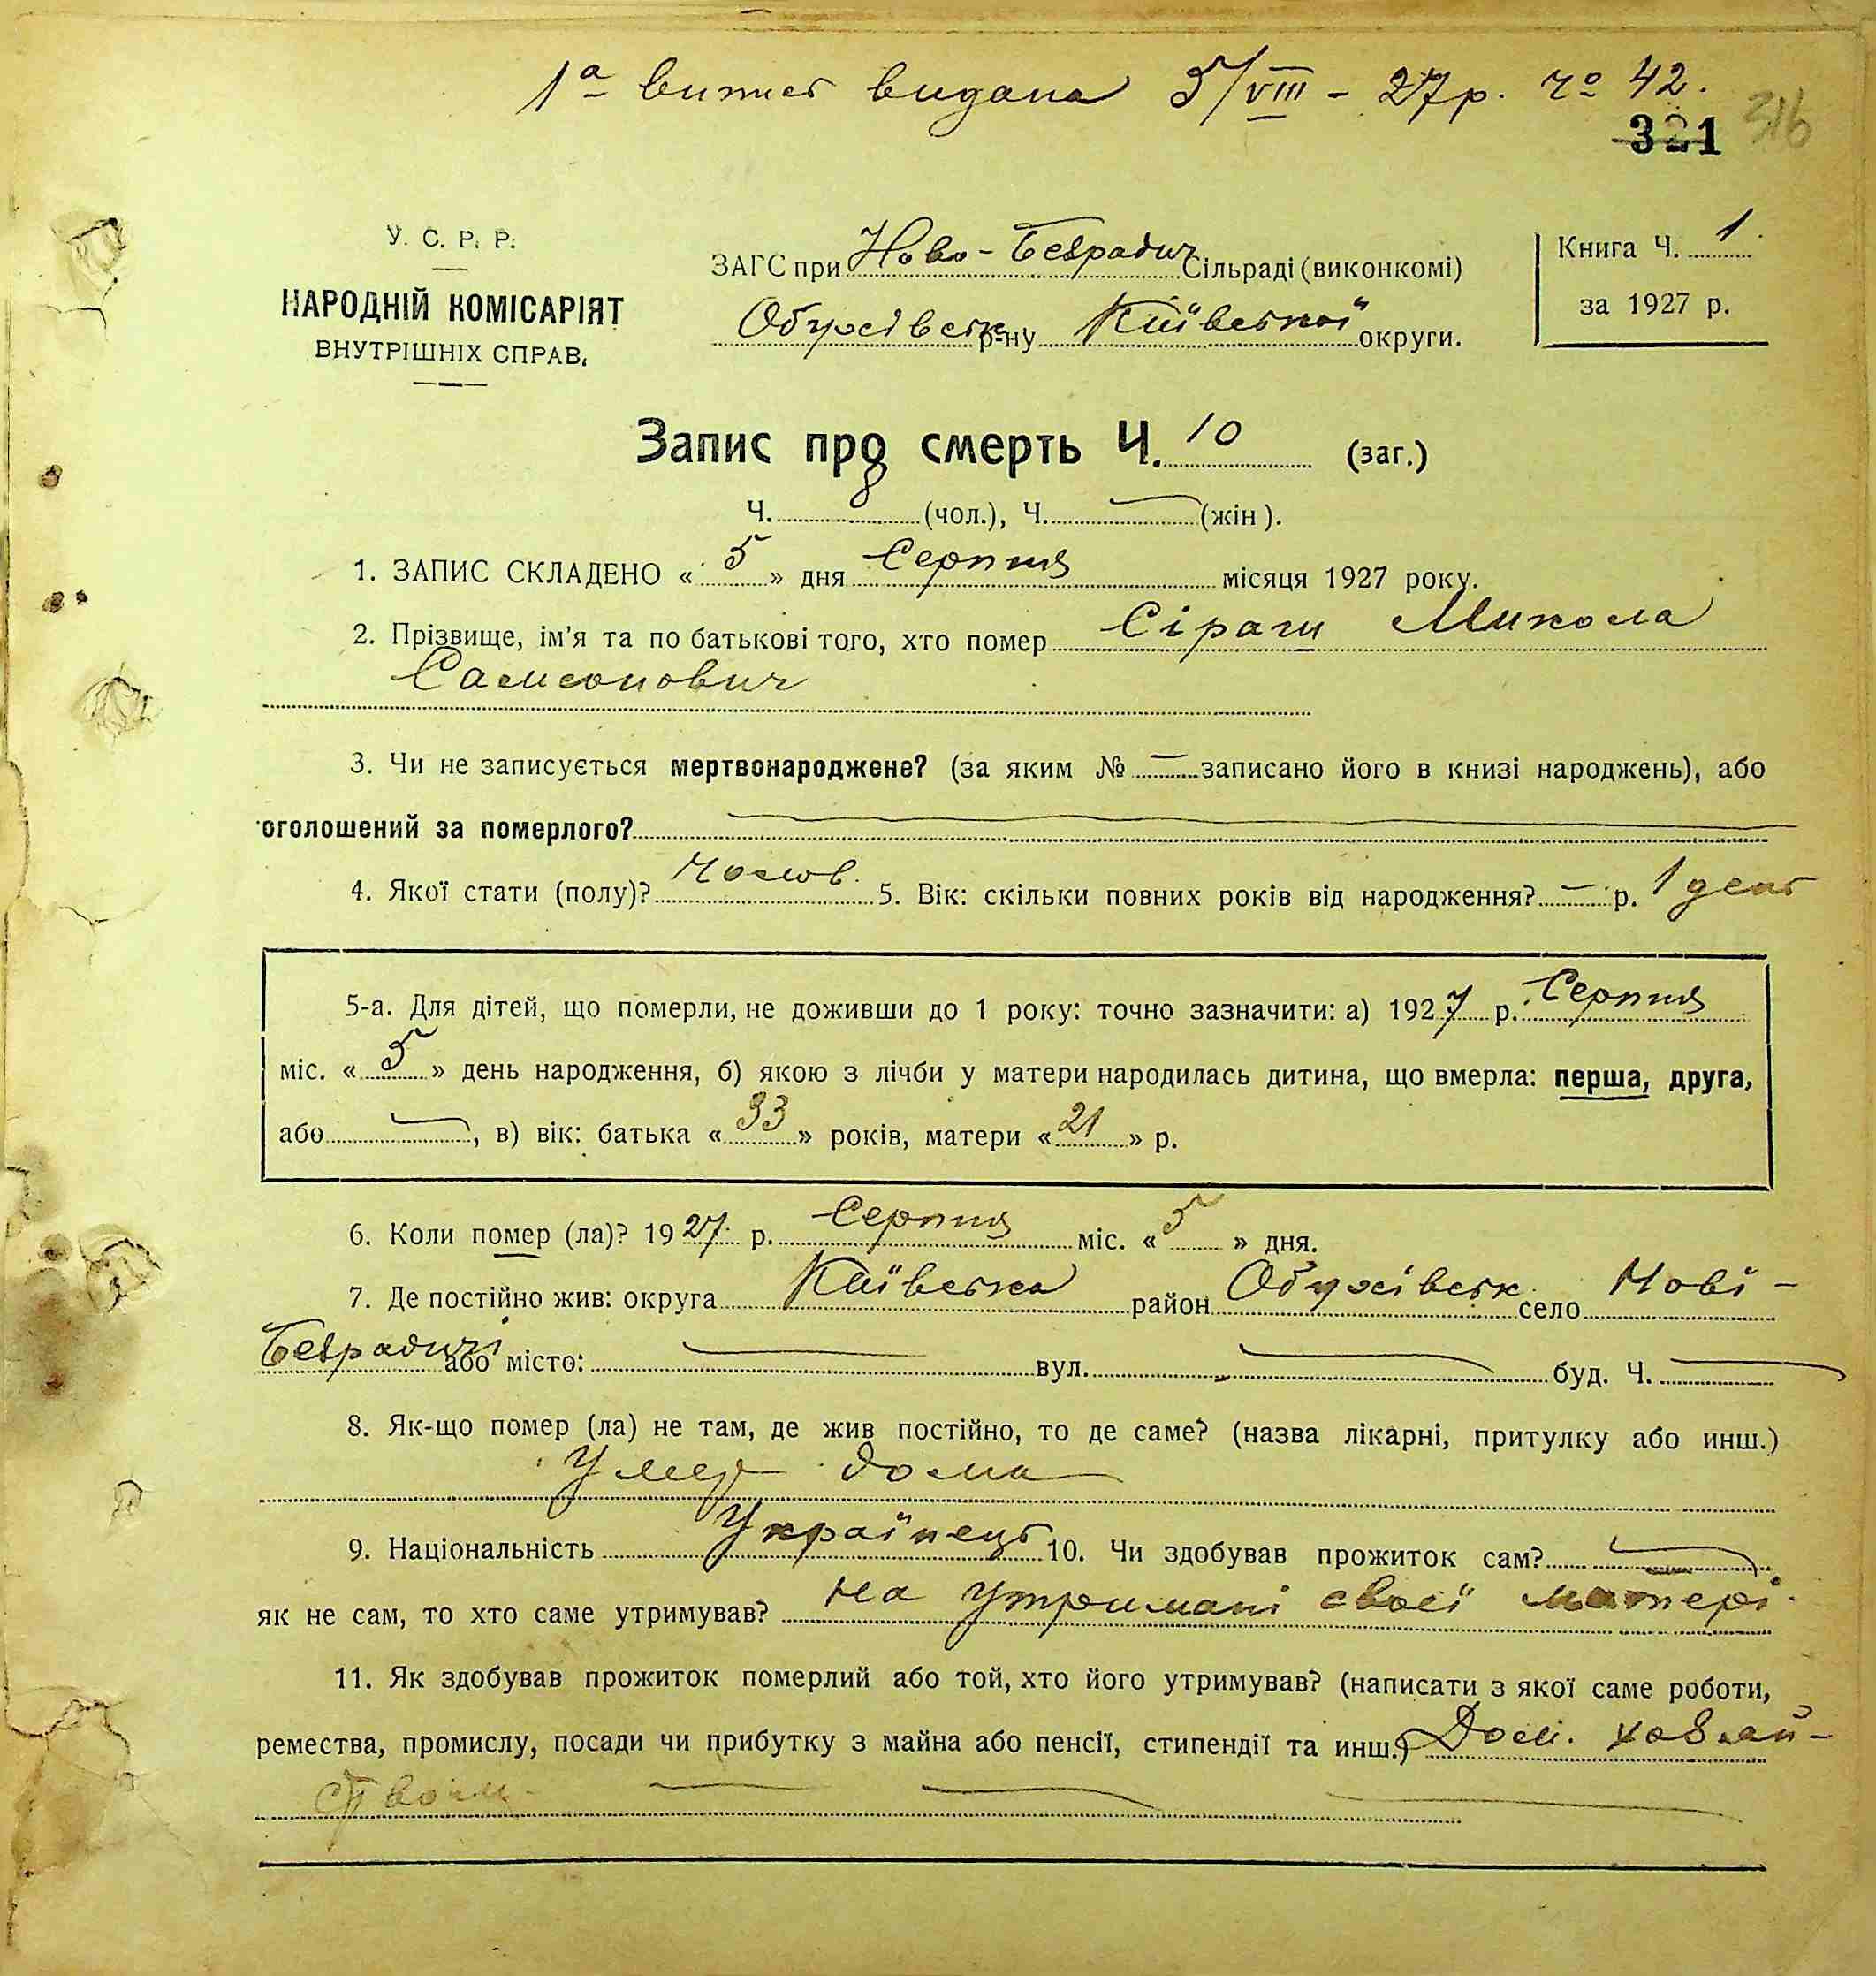 1ª витяг видана 5/VIII - 27р. № 42.
321 316
У. С. Р. Р.
НАРОДНІЙ КОМІСАРІЯТ
ВНУТРІШНІХ СПРАВ.
ЗАГС при Ново-Безрадич Сільраді (виконкомі)
Обухівськ р-ну Київської округи.
Книга Ч. 1
за 1927 р.
Запис про смерть Ч. 10 (заг.)
Ч. 8 (чол.), Ч. — (жін).
1. ЗАПИС СКЛАДЕНО «5» дня Серпня місяця 1927 року.
2. Прізвище, ім'я та по батькові того, хто помер Сіраш Микола
Самсонович
3. Чи не записується мертвонароджене? (за яким № — записано його в книзі народжень), або
оголошений за померлого? —
4. Якої стати (полу)? Чолов. 5. Вік: скільки повних років від народження? — р. 1 день
5-а. Для дітей, що померли, не доживши до 1 року: точно зазначити: а) 1927 р. Серпня
міс. «5» день народження, б) якою з лічби у матери народилась дитина, що вмерла: перша, друга,
або —, в) вік: батька «33» років, матери «21» р.
6. Коли помер (ла)? 1927 р. Серпня міс. «5» дня.
7. Де постійно жив: округа Київська район Обухівськ село Нові-
Безрадичі або місто: — вул. — буд. Ч. —
8. Як-що помер (ла) не там, де жив постійно, то де саме? (назва лікарні, притулку або инш.)
Умер дома
9. Національність Українець 10. Чи здобував прожиток сам? —
як не сам, то хто саме утримував? На утримані своєї матері
11. Як здобував прожиток померлий або той, хто його утримував? (написати з якої саме роботи,
ремества, промислу, посади чи прибутку з майна або пенсії, стипендії та инш.) Дом. хозяй-
ством